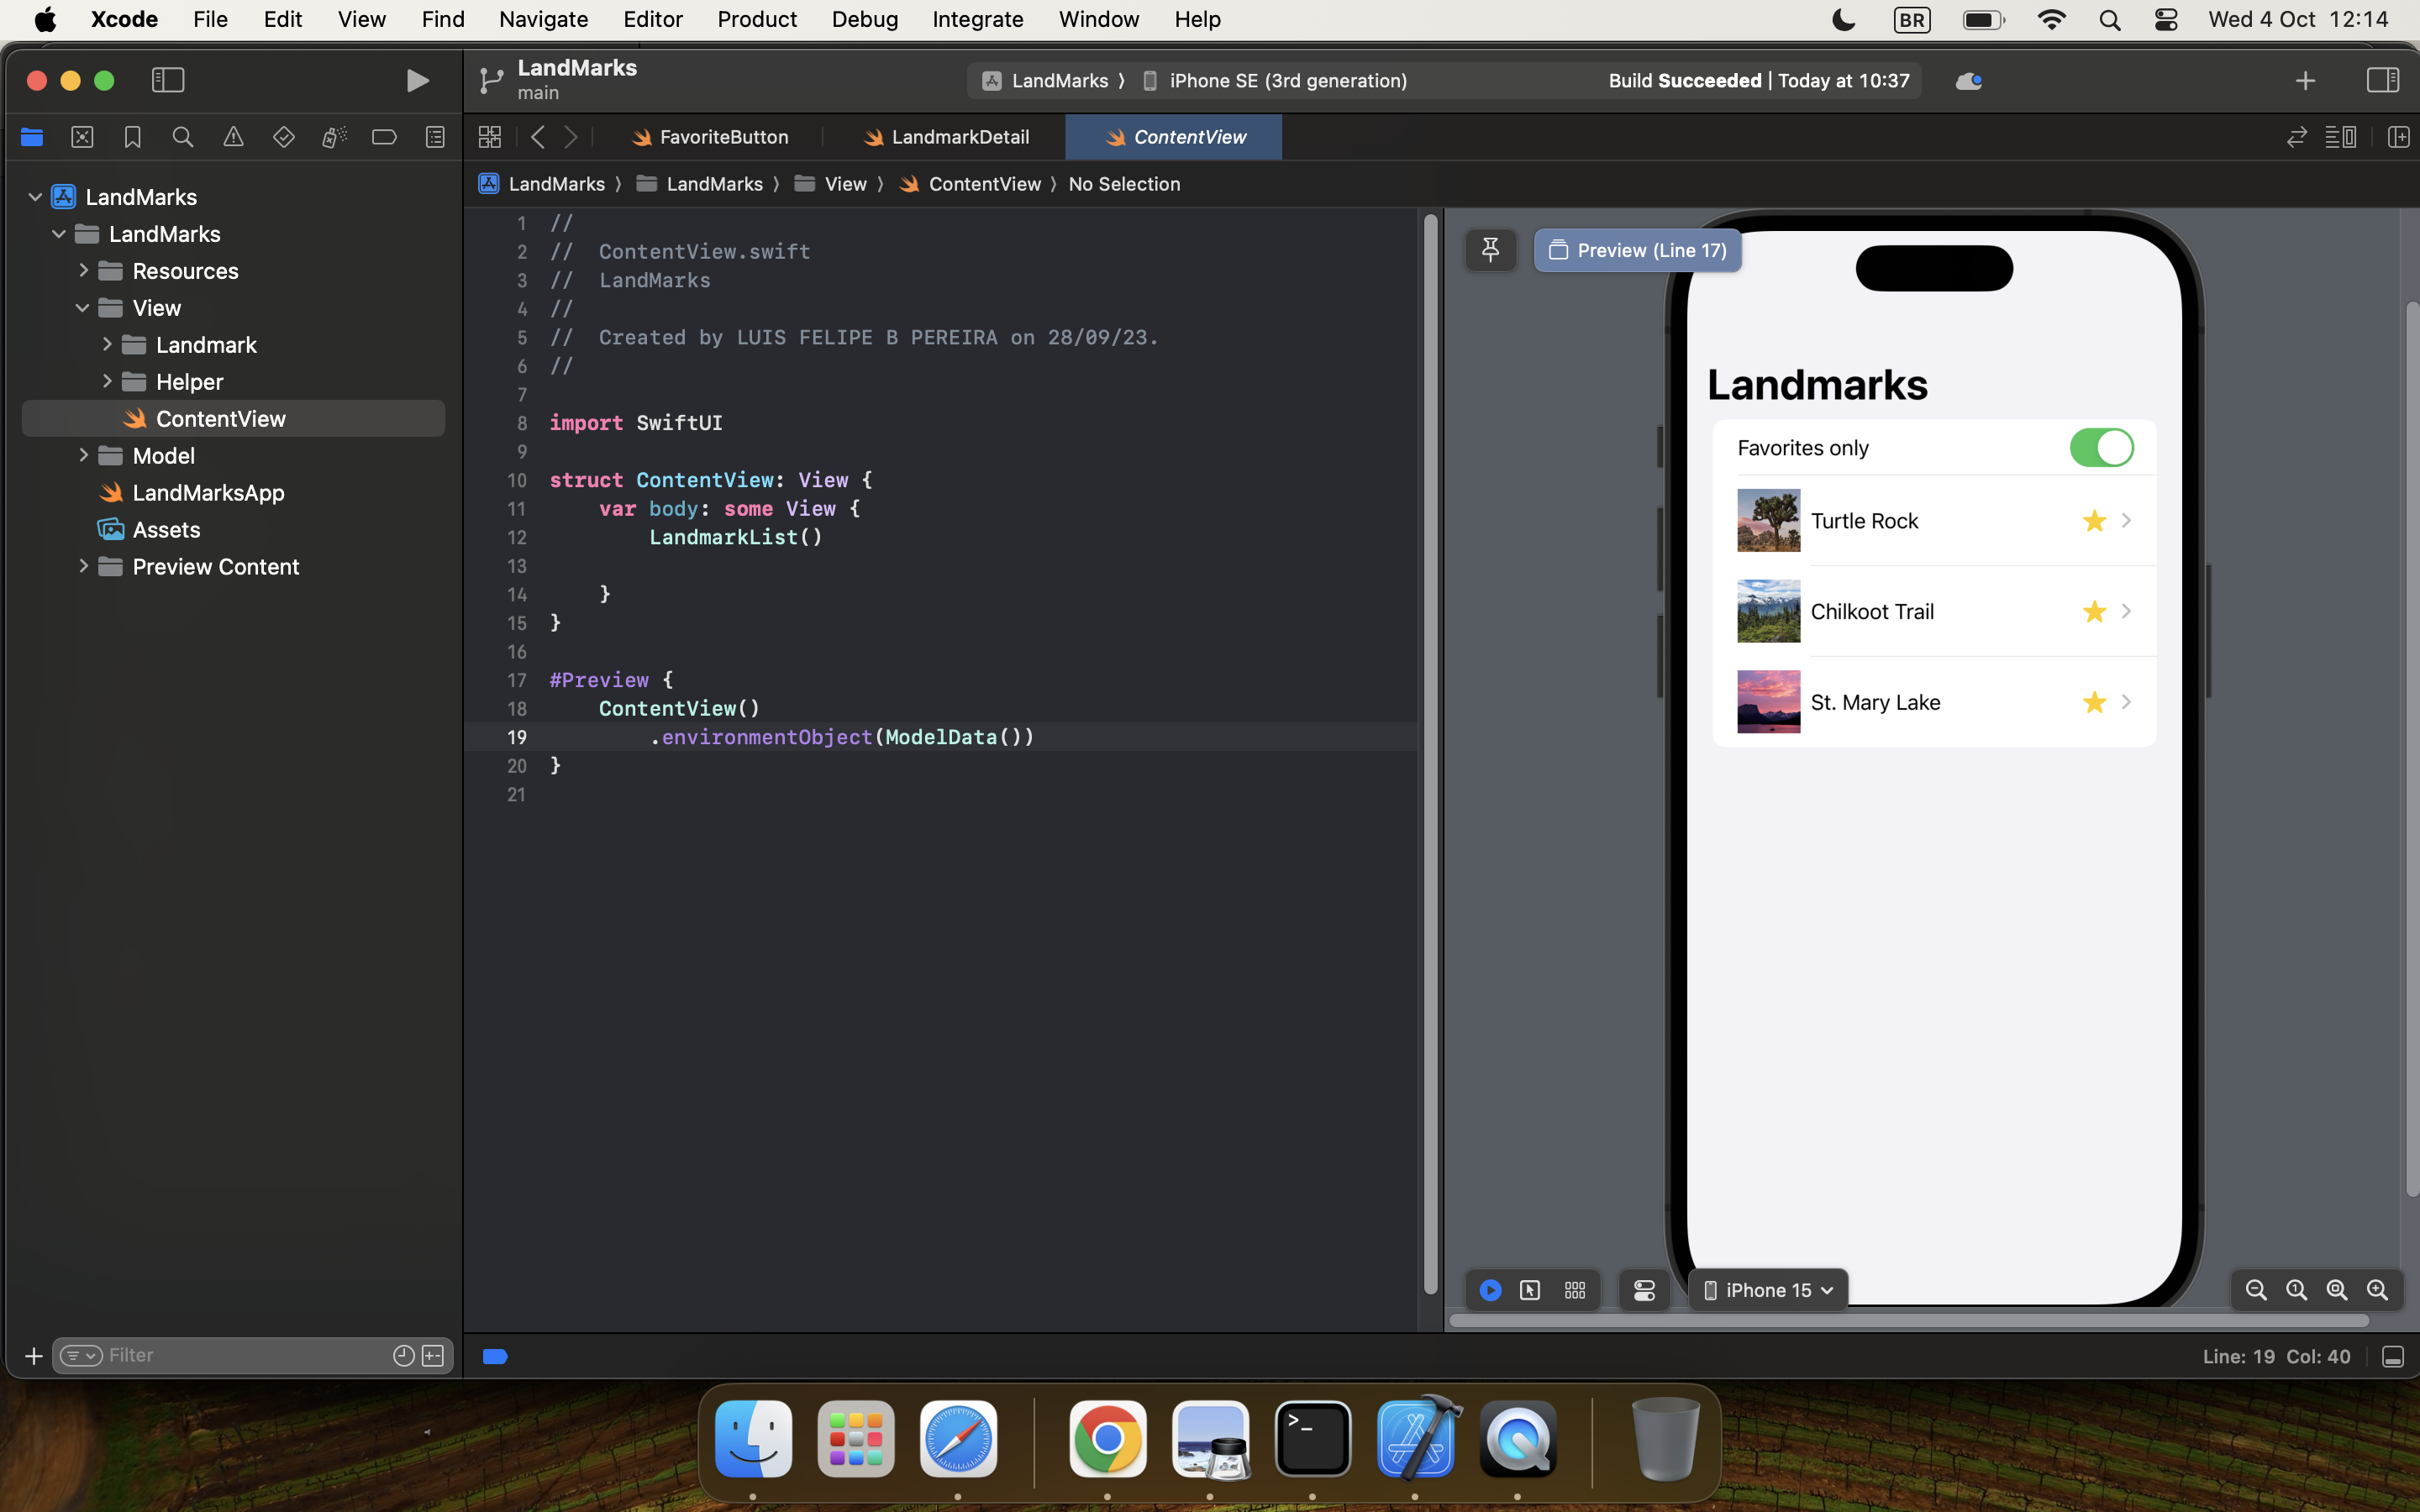 Xcode File Edit View Find Navigate Editor Product Debug Integrate Window Help BR Wed 4 Oct 12:14
LandMarks
main
LandMarks 〉 iPhone SE (3rd generation) Build Succeeded | Today at 10:37
FavoriteButton LandmarkDetail ContentView
LandMarks 〉 LandMarks 〉 View 〉 ContentView 〉 No Selection
LandMarks
LandMarks
Resources
View
Landmark
Helper
ContentView
Model
LandMarksApp
Assets
Preview Content
Filter
1 //
2 //  ContentView.swift
3 //  LandMarks
4 //
5 //  Created by LUIS FELIPE B PEREIRA on 28/09/23.
6 //
7
8 import SwiftUI
9
10 struct ContentView: View {
11     var body: some View {
12         LandmarkList()
13
14     }
15 }
16
17 #Preview {
18     ContentView()
19         .environmentObject(ModelData())
20 }
21
Preview (Line 17)
Landmarks
Favorites only
Turtle Rock
Chilkoot Trail
St. Mary Lake
iPhone 15
Line: 19 Col: 40